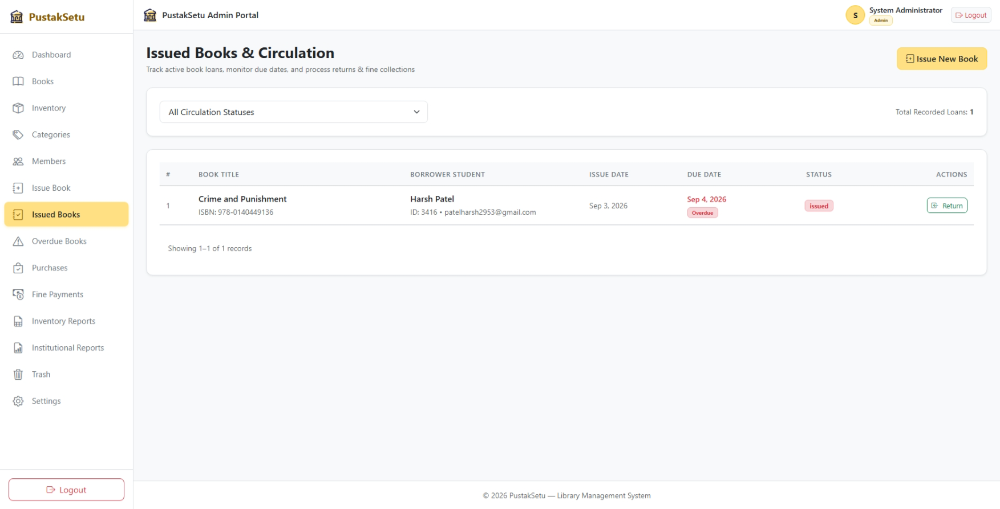 PustakSetu
PustakSetu Admin Portal
S
System Administrator
Admin
Logout
Dashboard
Books
Inventory
Categories
Members
Issue Book
Issued Books
Overdue Books
Purchases
Fine Payments
Inventory Reports
Institutional Reports
Trash
Settings
Logout
Issued Books & Circulation
Track active book loans, monitor due dates, and process returns & fine collections
Issue New Book
All Circulation Statuses
Total Recorded Loans: 1
# BOOK TITLE BORROWER STUDENT ISSUE DATE DUE DATE STATUS ACTIONS
1 Crime and Punishment Harsh Patel Sep 3, 2026 Sep 4, 2026 issued Return
ISBN: 978-0140449136 ID: 3416 • patelharsh2953@gmail.com Overdue
Showing 1–1 of 1 records
© 2026 PustakSetu — Library Management System